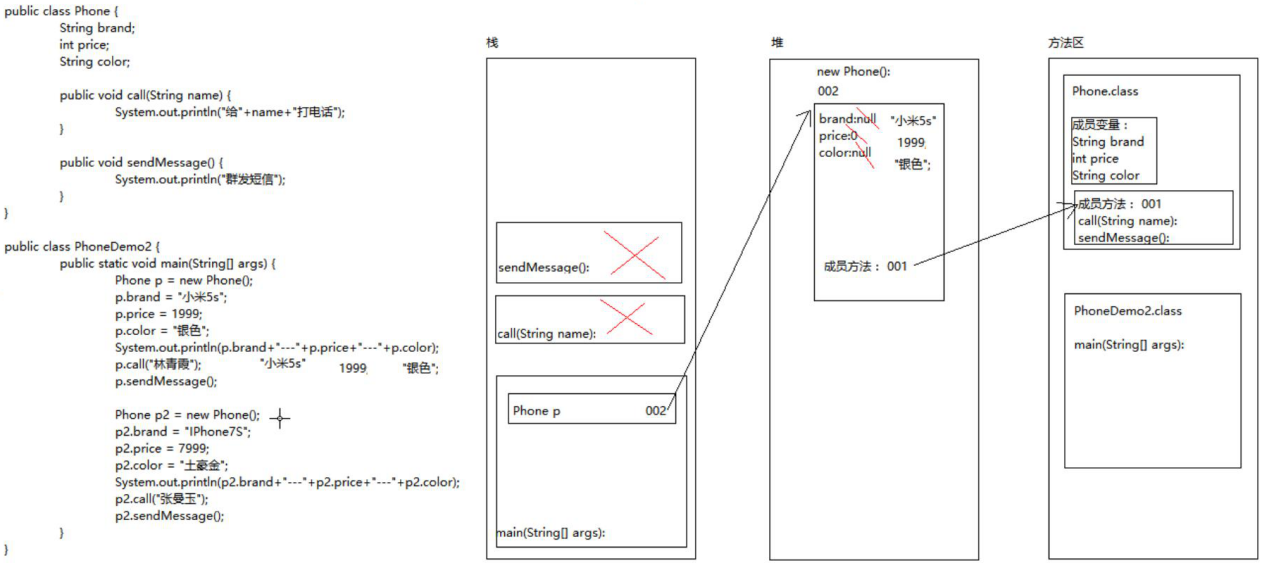 public class Phone {
String brand;
int price;
String color;
public void call(String name) {
System.out.println("给"+name+"打电话");
}
public void sendMessage() {
System.out.println("群发短信");
}
}
public class PhoneDemo2 {
public static void main(String[] args) {
Phone p = new Phone();
p.brand = "小米5s";
p.price = 1999;
p.color = "银色";
System.out.println(p.brand+"---"+p.price+"---"+p.color);
p.call("林青霞"); "小米5s" 1999; "银色";
p.sendMessage();
Phone p2 = new Phone();
p2.brand = "IPhone7S";
p2.price = 7999;
p2.color = "土豪金";
System.out.println(p2.brand+"---"+p2.price+"---"+p2.color);
p2.call("张曼玉");
p2.sendMessage();
}
}
栈
sendMessage():
call(String name):
Phone p 002
main(String[] args):
堆
new Phone():
002
brand:null "小米5s"
price:0 1999;
color:null "银色";
成员方法：001
方法区
Phone.class
成员变量：
String brand
int price
String color
成员方法：001
call(String name):
sendMessage():
PhoneDemo2.class
main(String[] args):